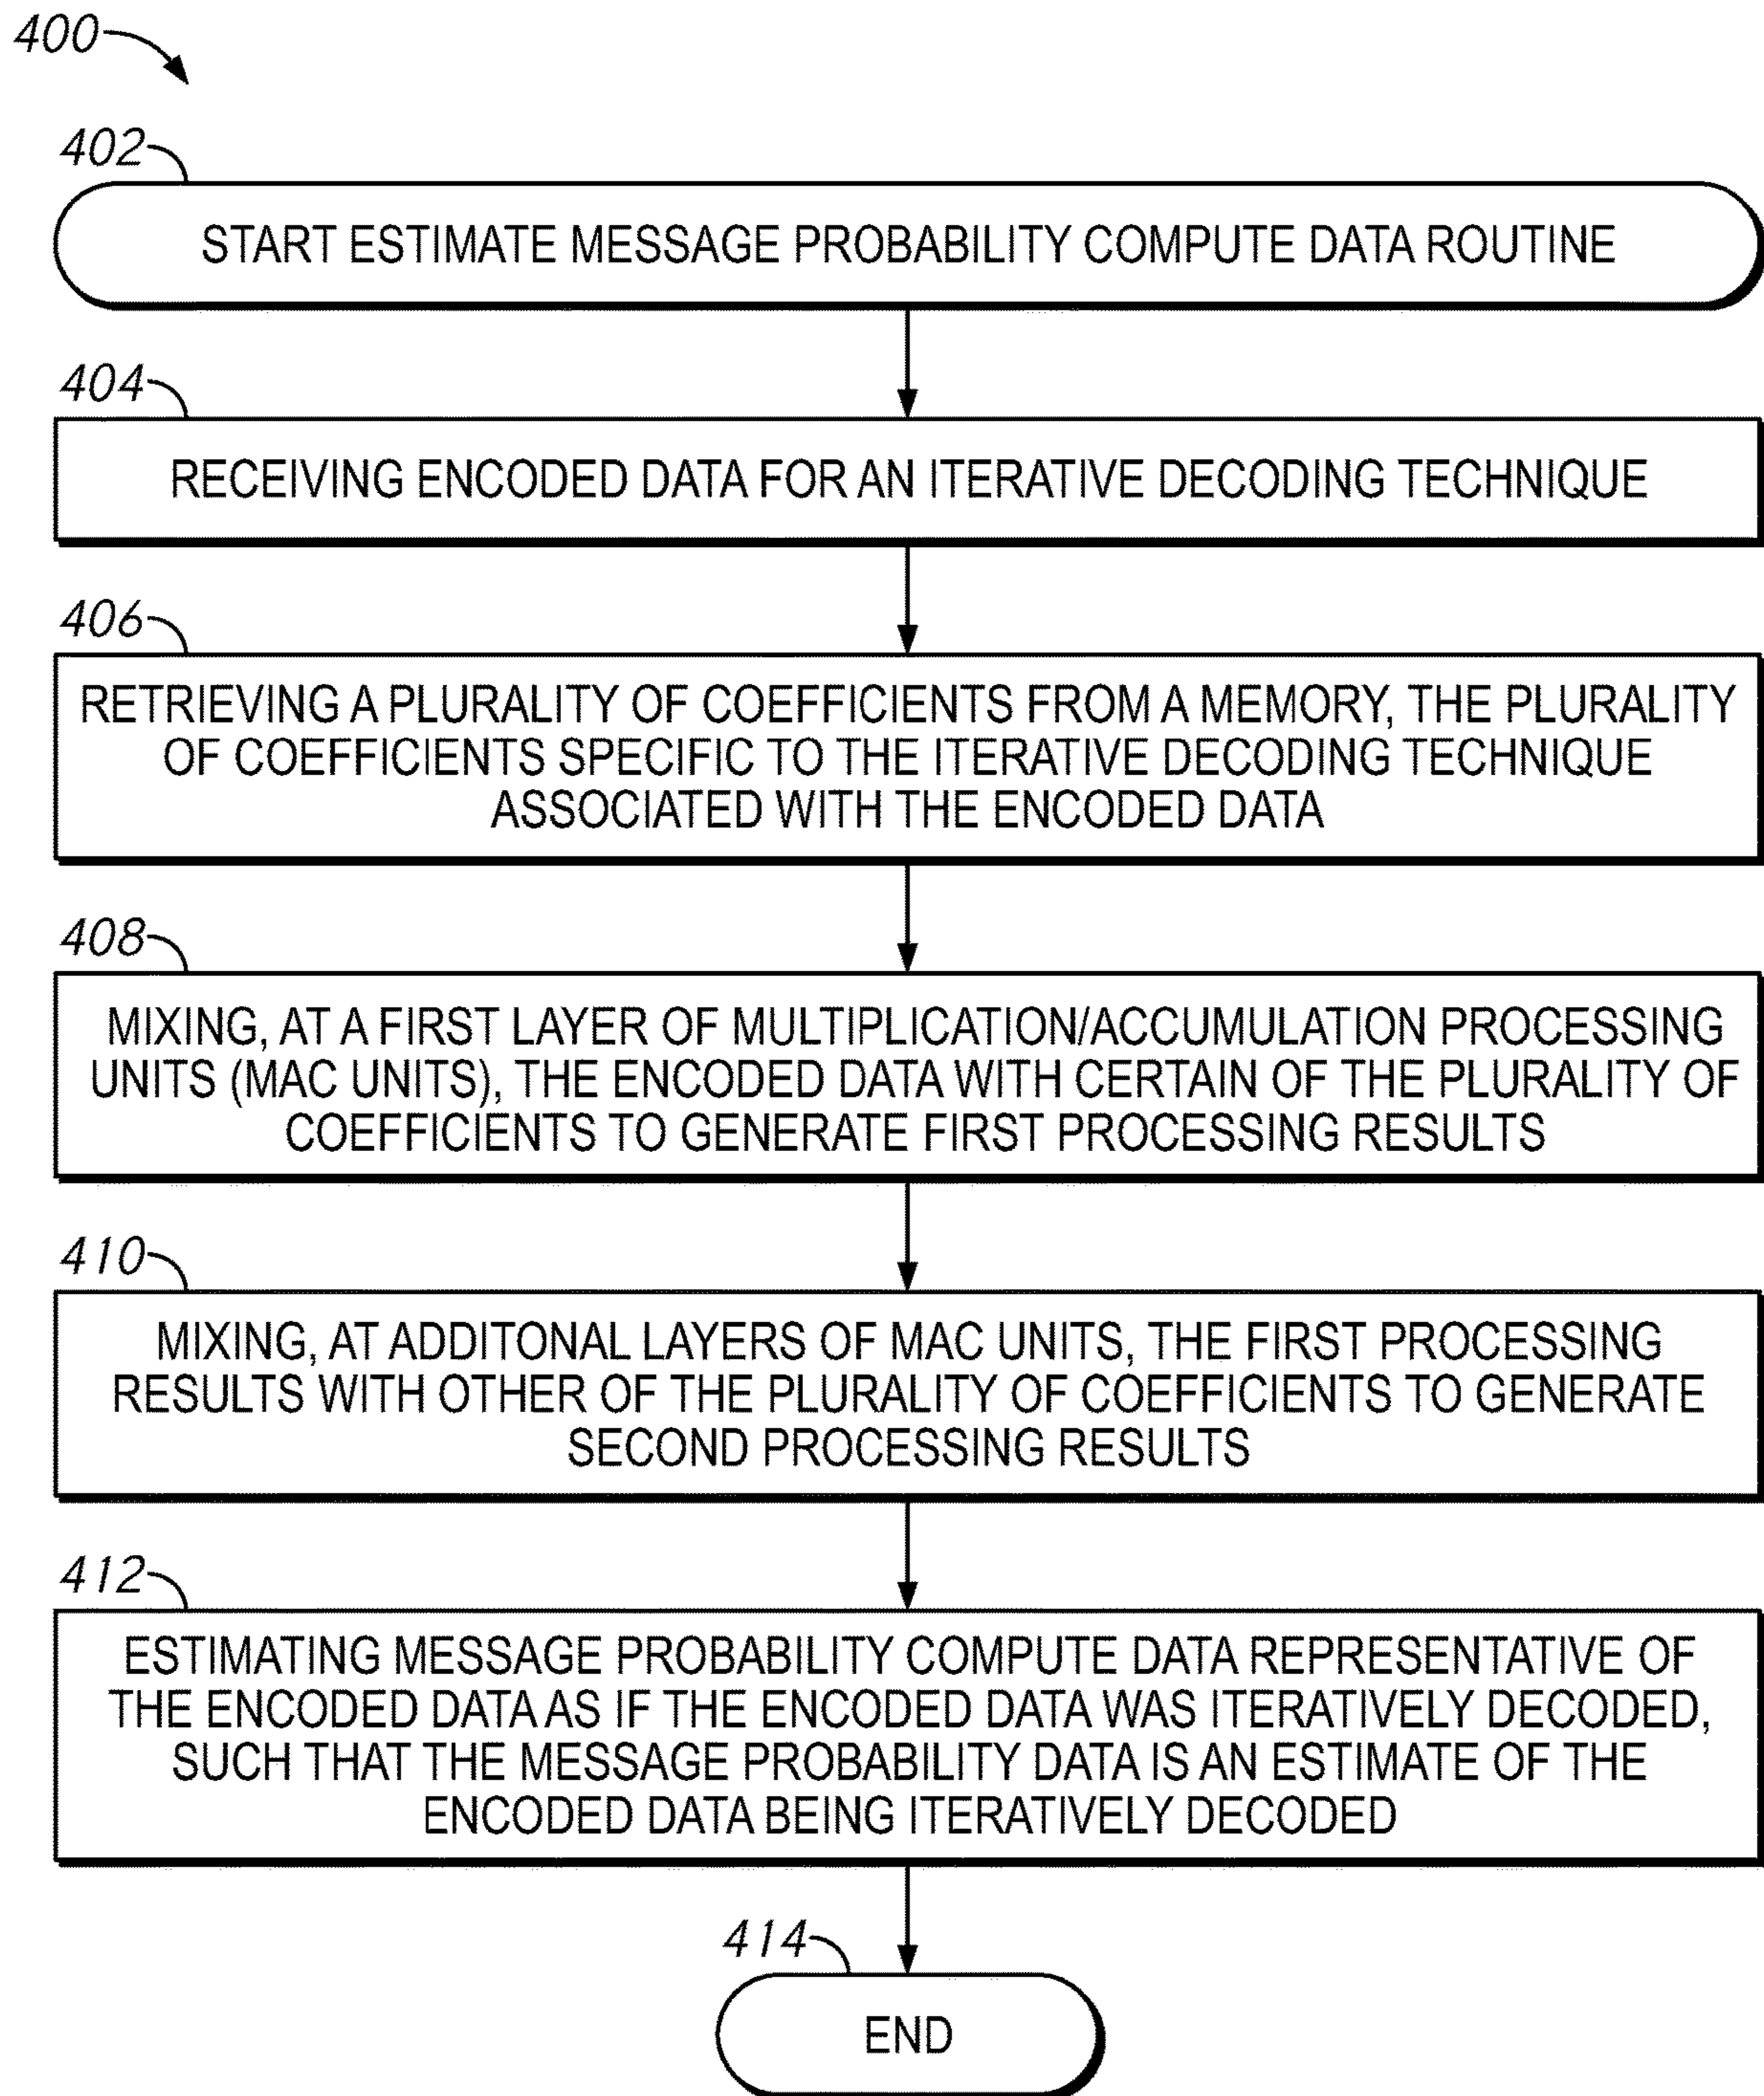 400
402
START ESTIMATE MESSAGE PROBABILITY COMPUTE DATA ROUTINE
404
RECEIVING ENCODED DATA FOR AN ITERATIVE DECODING TECHNIQUE
406
RETRIEVING A PLURALITY OF COEFFICIENTS FROM A MEMORY, THE PLURALITY
OF COEFFICIENTS SPECIFIC TO THE ITERATIVE DECODING TECHNIQUE
ASSOCIATED WITH THE ENCODED DATA
408
MIXING, AT A FIRST LAYER OF MULTIPLICATION/ACCUMULATION PROCESSING
UNITS (MAC UNITS), THE ENCODED DATA WITH CERTAIN OF THE PLURALITY OF
COEFFICIENTS TO GENERATE FIRST PROCESSING RESULTS
410
MIXING, AT ADDITONAL LAYERS OF MAC UNITS, THE FIRST PROCESSING
RESULTS WITH OTHER OF THE PLURALITY OF COEFFICIENTS TO GENERATE
SECOND PROCESSING RESULTS
412
ESTIMATING MESSAGE PROBABILITY COMPUTE DATA REPRESENTATIVE OF
THE ENCODED DATA AS IF THE ENCODED DATA WAS ITERATIVELY DECODED,
SUCH THAT THE MESSAGE PROBABILITY DATA IS AN ESTIMATE OF THE
ENCODED DATA BEING ITERATIVELY DECODED
414
END